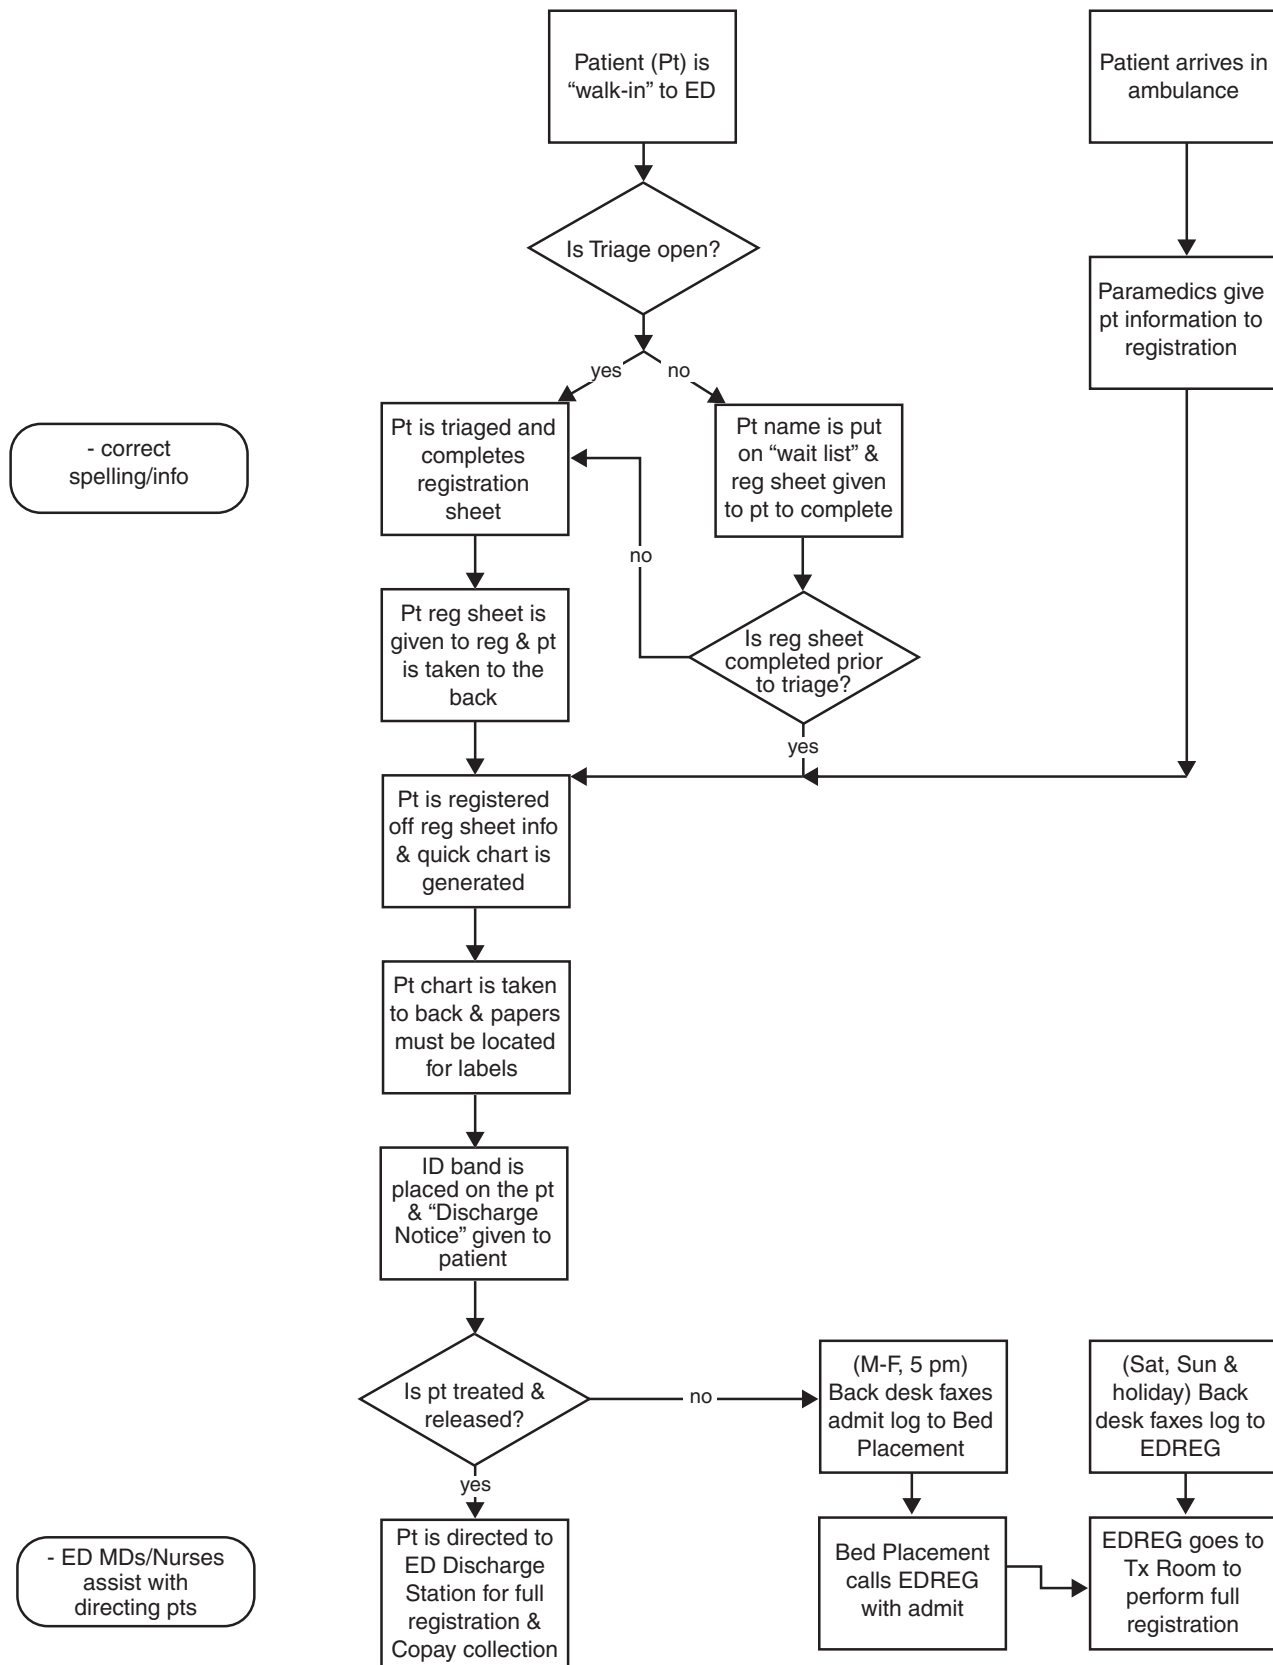 Patient (Pt) is
“walk-in” to ED
Patient arrives in
ambulance
Is Triage open?
Paramedics give
pt information to
registration
yes
no
- correct
spelling/info
Pt is triaged and
completes
registration
sheet
Pt name is put
on “wait list” &
reg sheet given
to pt to complete
no
Pt reg sheet is
given to reg & pt
is taken to the
back
Is reg sheet
completed prior
to triage?
yes
Pt is registered
off reg sheet info
& quick chart is
generated
Pt chart is taken
to back & papers
must be located
for labels
ID band is
placed on the pt
& “Discharge
Notice” given to
patient
Is pt treated &
released?
no
(M-F, 5 pm)
Back desk faxes
admit log to Bed
Placement
(Sat, Sun &
holiday) Back
desk faxes log to
EDREG
yes
- ED MDs/Nurses
assist with
directing pts
Pt is directed to
ED Discharge
Station for full
registration &
Copay collection
Bed Placement
calls EDREG
with admit
EDREG goes to
Tx Room to
perform full
registration